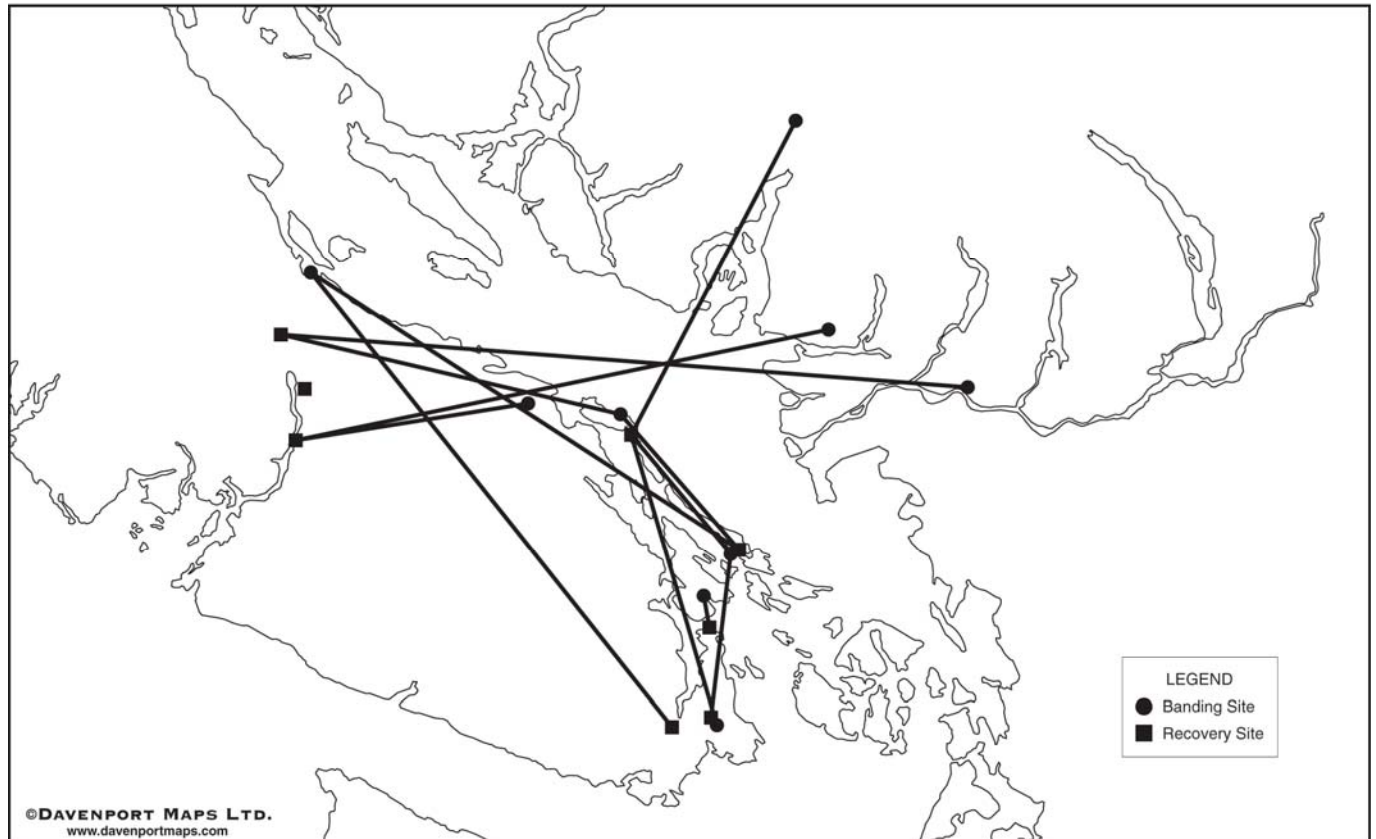 LEGEND
Banding Site
Recovery Site
©DAVENPORT MAPS LTD.
www.davenportmaps.com